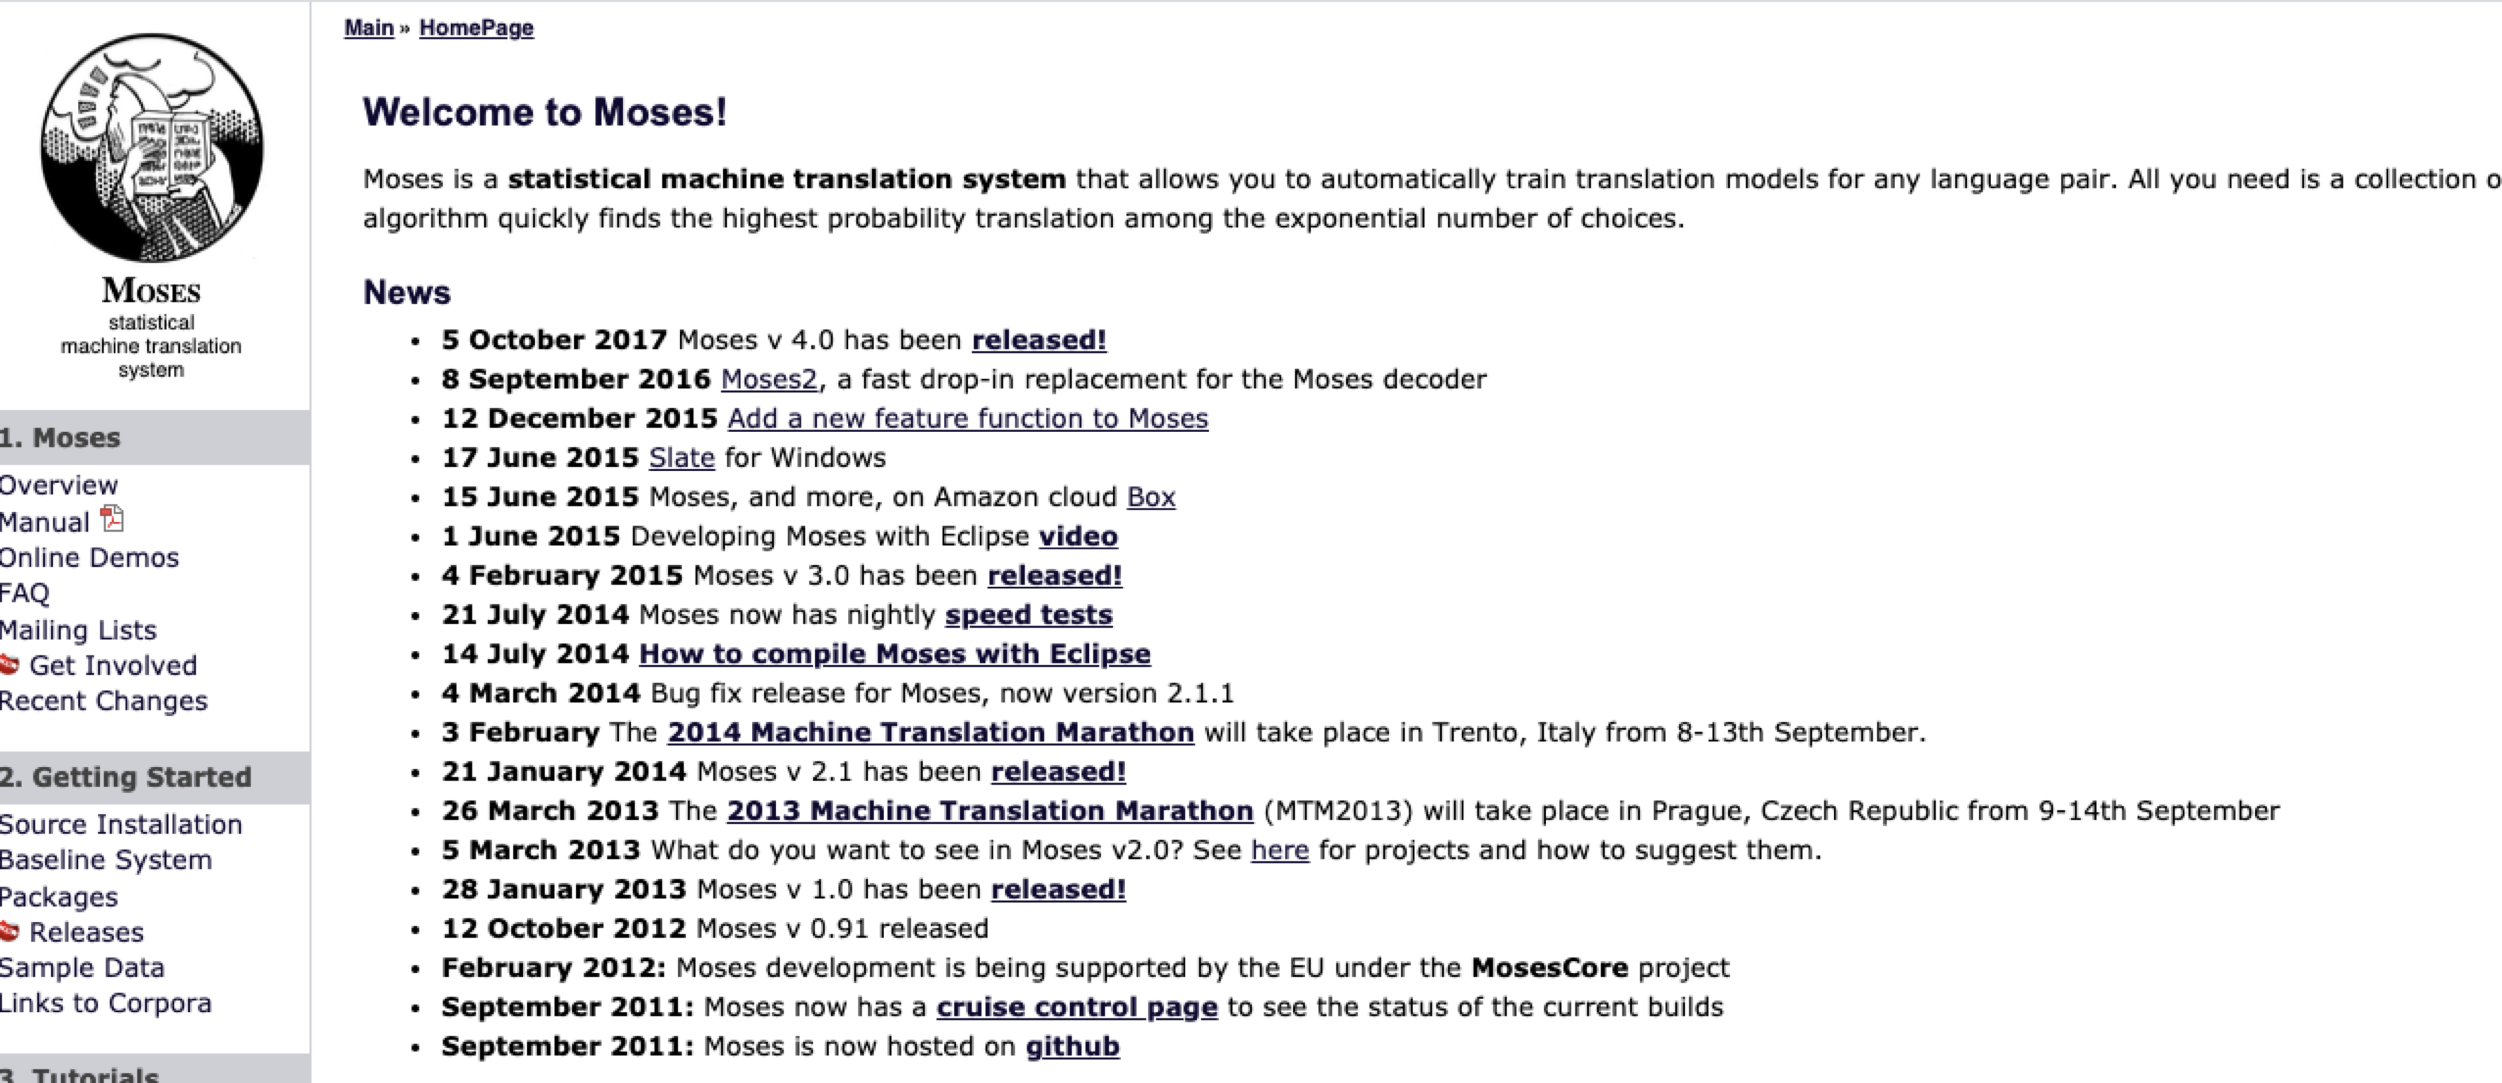 Main » HomePage
MOSES
statistical
machine translation
system
1. Moses
Overview
Manual
Online Demos
FAQ
Mailing Lists
Get Involved
Recent Changes
2. Getting Started
Source Installation
Baseline System
Packages
Releases
Sample Data
Links to Corpora
3. Tutorials
Welcome to Moses!
Moses is a statistical machine translation system that allows you to automatically train translation models for any language pair. All you need is a collection
algorithm quickly finds the highest probability translation among the exponential number of choices.
News
• 5 October 2017 Moses v 4.0 has been released!
• 8 September 2016 Moses2, a fast drop-in replacement for the Moses decoder
• 12 December 2015 Add a new feature function to Moses
• 17 June 2015 Slate for Windows
• 15 June 2015 Moses, and more, on Amazon cloud Box
• 1 June 2015 Developing Moses with Eclipse video
• 4 February 2015 Moses v 3.0 has been released!
• 21 July 2014 Moses now has nightly speed tests
• 14 July 2014 How to compile Moses with Eclipse
• 4 March 2014 Bug fix release for Moses, now version 2.1.1
• 3 February The 2014 Machine Translation Marathon will take place in Trento, Italy from 8-13th September.
• 21 January 2014 Moses v 2.1 has been released!
• 26 March 2013 The 2013 Machine Translation Marathon (MTM2013) will take place in Prague, Czech Republic from 9-14th September
• 5 March 2013 What do you want to see in Moses v2.0? See here for projects and how to suggest them.
• 28 January 2013 Moses v 1.0 has been released!
• 12 October 2012 Moses v 0.91 released
• February 2012: Moses development is being supported by the EU under the MosesCore project
• September 2011: Moses now has a cruise control page to see the status of the current builds
• September 2011: Moses is now hosted on github